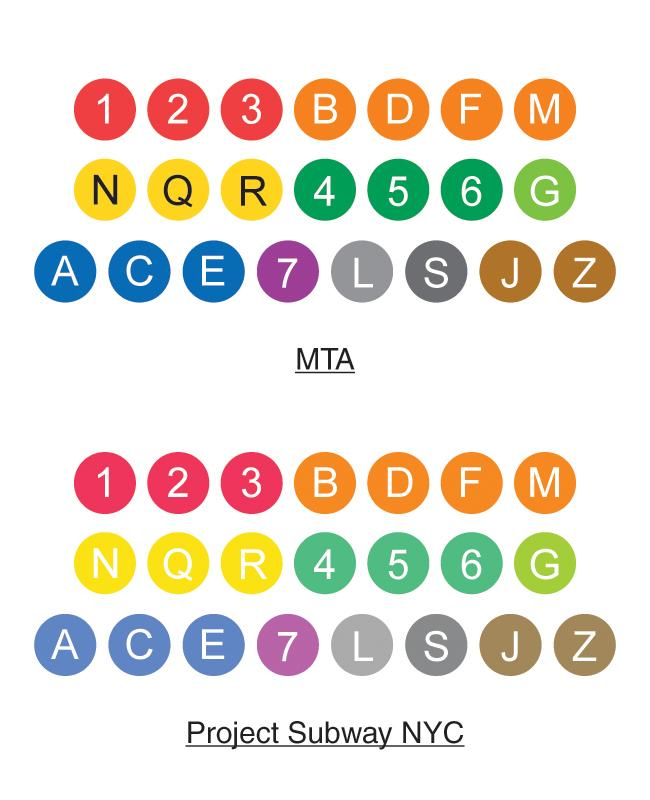 1 2 3 B D F M
N Q R 4 5 6 G
A C E 7 L S J Z
MTA
1 2 3 B D F M
N Q R 4 5 6 G
A C E 7 L S J Z
Project Subway NYC